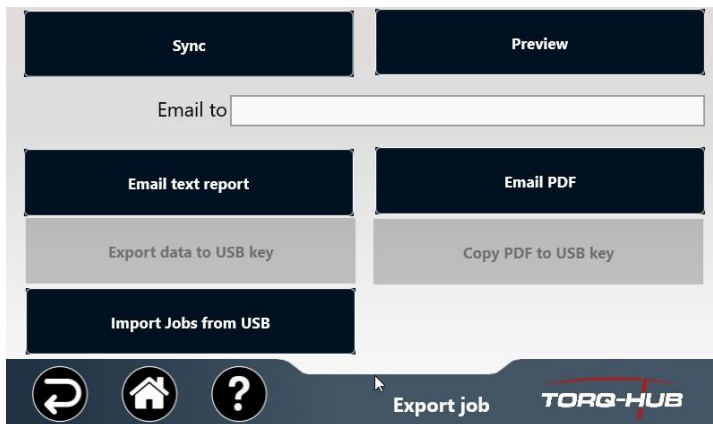 Sync
Preview
Email to
Email text report
Email PDF
Export data to USB key
Copy PDF to USB key
Import Jobs from USB
?
Export job
TORQ-HUB